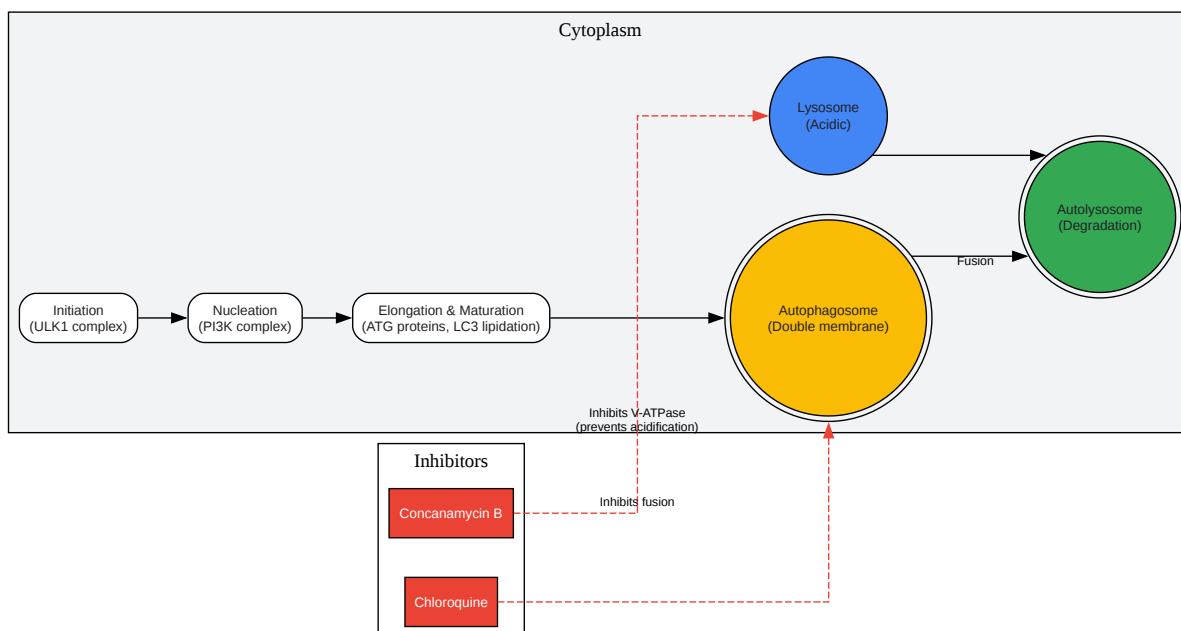 Cytoplasm
Lysosome
(Acidic)
Autolysosome
(Degradation)
Fusion
Initiation
(ULK1 complex)
Nucleation
(PI3K complex)
Elongation & Maturation
(ATG proteins, LC3 lipidation)
Autophagosome
(Double membrane)
Inhibits V-ATPase
(prevents acidification)
Inhibitors
Concanamycin B
Inhibits fusion
Chloroquine